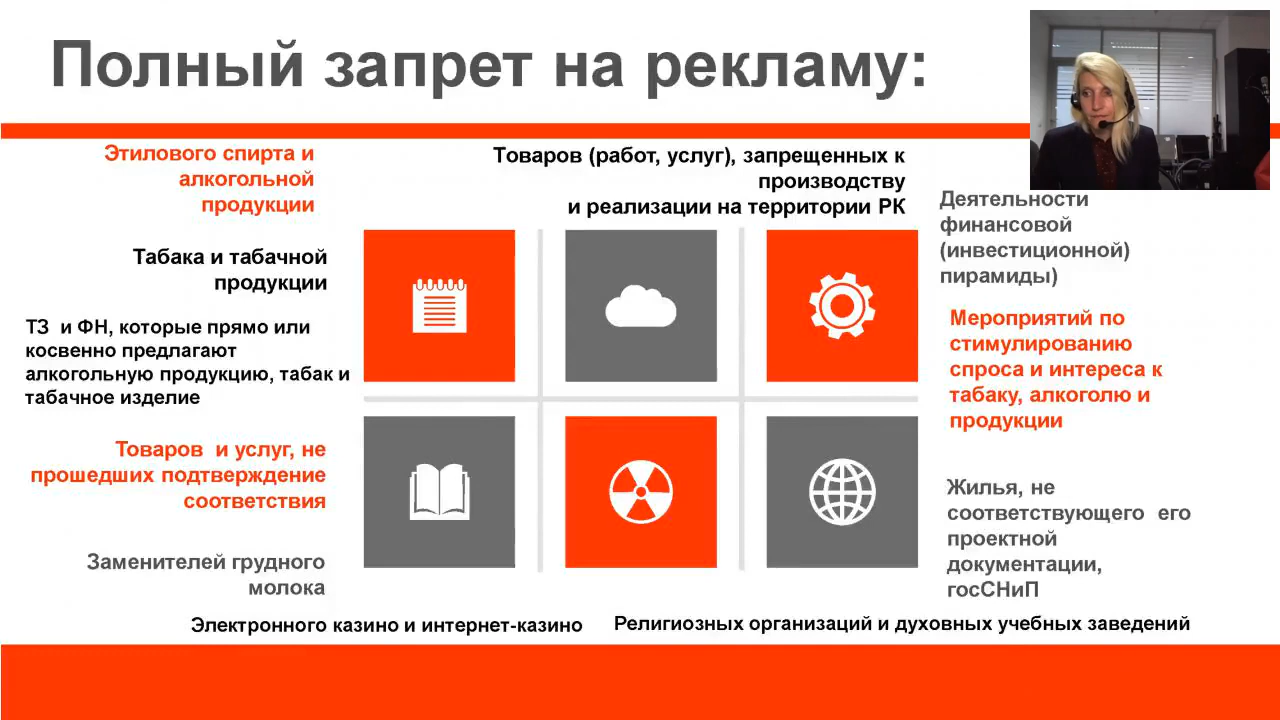 Полный запрет на рекламу:
Этилового спирта и
алкогольной
продукции
Табака и табачной
продукции
ТЗ и ФН, которые прямо или
косвенно предлагают
алкогольную продукцию, табак и
табачное изделие
Товаров и услуг, не
прошедших подтверждение
соответствия
Заменителей грудного
молока
Электронного казино и интернет-казино
Товаров (работ, услуг), запрещенных к
производству
и реализации на территории РК
Деятельности
финансовой
(инвестиционной)
пирамиды)
Мероприятий по
стимулированию
спроса и интереса к
табаку, алкоголю и
продукции
Жилья, не
соответствующего его
проектной
документации,
госСНиП
Религиозных организаций и духовных учебных заведений